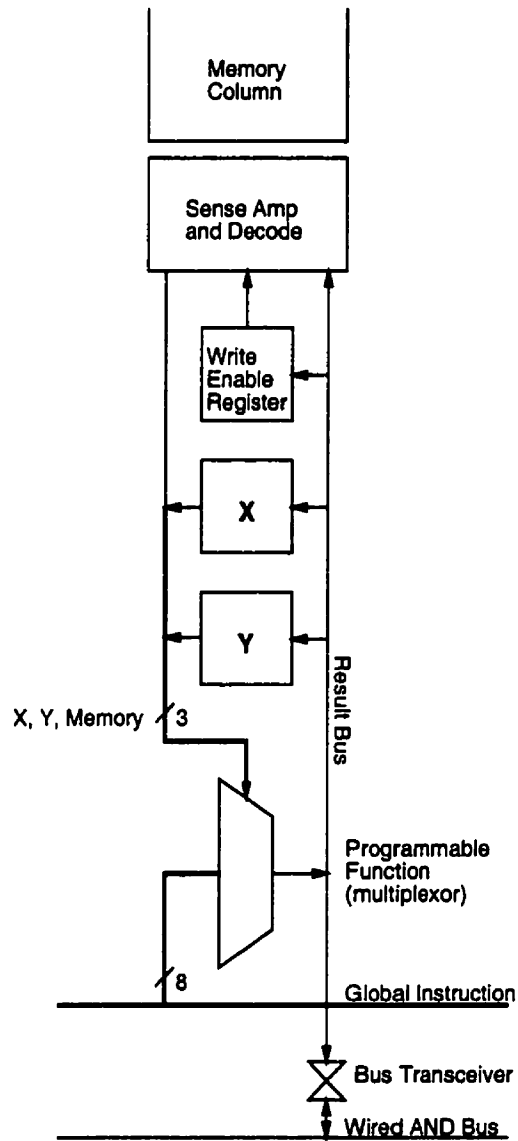 Memory
Column
Sense Amp
and Decode
Write
Enable
Register
X
Y
Result Bus
X, Y, Memory
3
Programmable
Function
(multiplexor)
8
Global Instruction
Bus Transceiver
Wired AND Bus